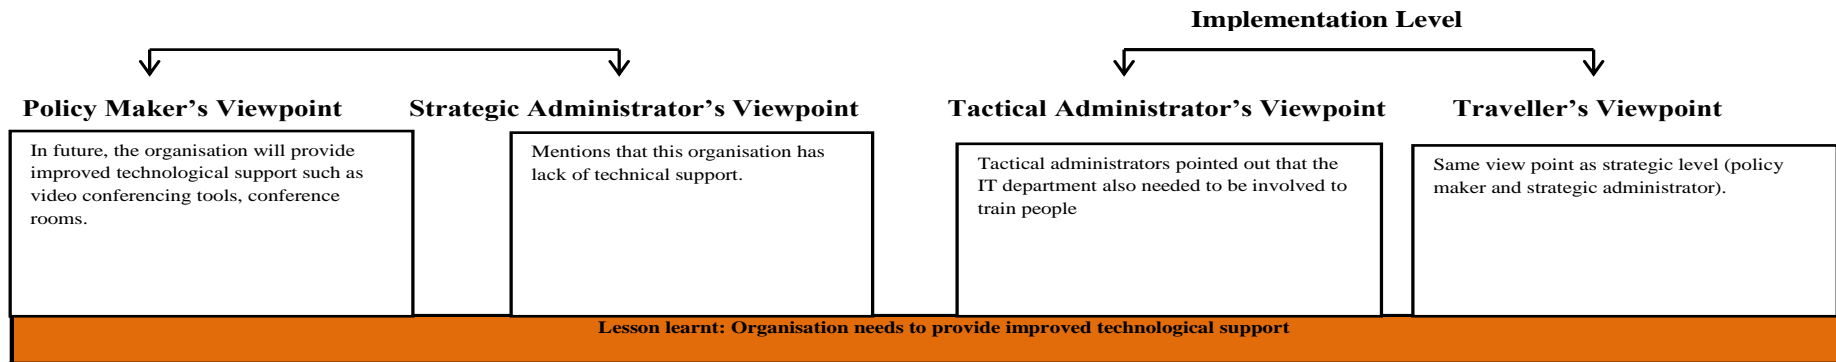 Implementation Level
Policy Maker’s Viewpoint
Strategic Administrator’s Viewpoint
Tactical Administrator’s Viewpoint
Traveller’s Viewpoint
In future, the organisation will provide
improved technological support such as
video conferencing tools, conference
rooms.
Mentions that this organisation has
lack of technical support.
Tactical administrators pointed out that the
IT department also needed to be involved to
train people
Same view point as strategic level (policy
maker and strategic administrator).
Lesson learnt: Organisation needs to provide improved technological support